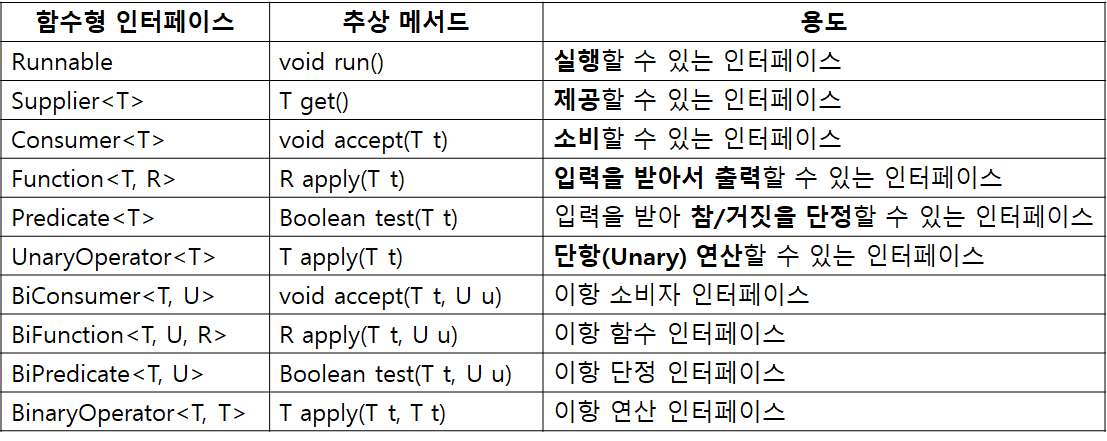 함수형 인터페이스 추상 메서드 용도
Runnable void run() 실행할 수 있는 인터페이스
Supplier<T> T get() 제공할 수 있는 인터페이스
Consumer<T> void accept(T t) 소비할 수 있는 인터페이스
Function<T, R> R apply(T t) 입력을 받아서 출력할 수 있는 인터페이스
Predicate<T> Boolean test(T t) 입력을 받아 참/거짓을 단정할 수 있는 인터페이스
UnaryOperator<T> T apply(T t) 단항(Unary) 연산할 수 있는 인터페이스
BiConsumer<T, U> void accept(T t, U u) 이항 소비자 인터페이스
BiFunction<T, U, R> R apply(T t, U u) 이항 함수 인터페이스
BiPredicate<T, U> Boolean test(T t, U u) 이항 단정 인터페이스
BinaryOperator<T, T> T apply(T t, T t) 이항 연산 인터페이스